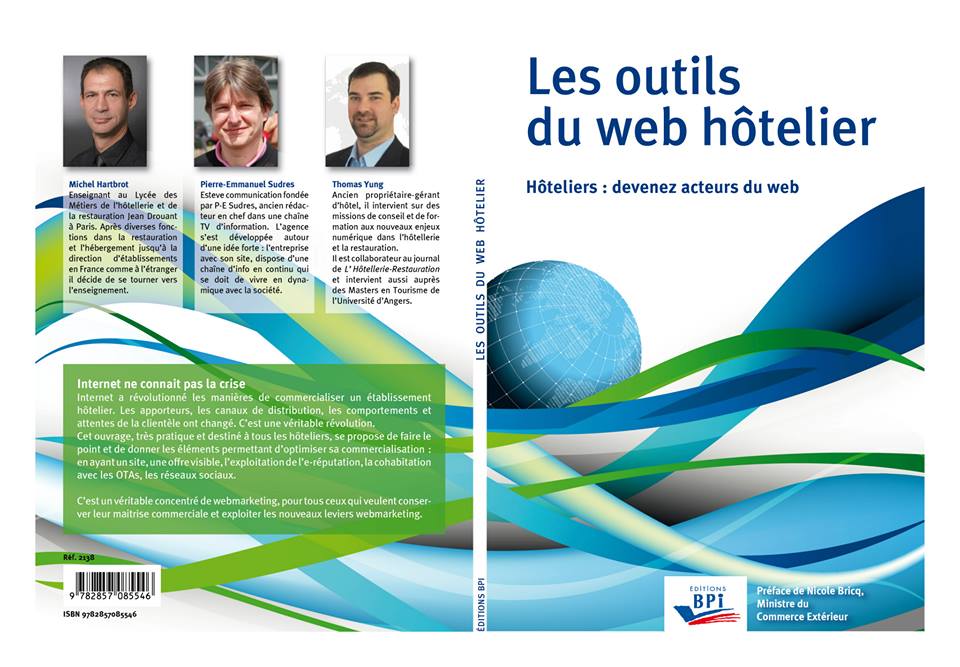 Michel Hartbrot
Enseignant au Lycée des
Métiers de l'hôtellerie et de
la restauration Jean Drouant
à Paris. Après diverses fonc-
tions dans la restauration
et l'hébergement jusqu'à la
direction d'établissements
en France comme à l'étranger
il décide de se tourner vers
l'enseignement.
Pierre-Emmanuel Sudres
Esteve communication fondée
par P-E Sudres, ancien rédac-
teur en chef dans une chaîne
TV d'information. L'agence
s'est développée autour
d'une idée forte : l'entreprise
avec son site, dispose d'une
chaîne d'info en continu qui
se doit de vivre en dyna-
mique avec la société.
Thomas Yung
Ancien propriétaire-gérant
d'hôtel, il intervient sur des
missions de conseil et de for-
mation aux nouveaux enjeux
numérique dans l'hôtellerie
et la restauration.
Il est collaborateur au journal
de L'Hôtellerie-Restauration
et intervient aussi auprès
des Masters en Tourisme de
l'Université d'Angers.
Internet ne connait pas la crise
Internet a révolutionné les manières de commercialiser un établissement
hôtelier. Les apporteurs, les canaux de distribution, les comportements et
attentes de la clientèle ont changé. C'est une véritable révolution.
Cet ouvrage, très pratique et destiné à tous les hôteliers, se propose de faire le
point et de donner les éléments permettant d'optimiser sa commercialisation :
en ayant un site, une offre visible, l'exploitation de l'e-réputation, la cohabitation
avec les OTAs, les réseaux sociaux.
C'est un véritable concentré de webmarketing, pour tous ceux qui veulent conser-
ver leur maitrise commerciale et exploiter les nouveaux leviers webmarketing.
Réf. 2138
9 782857 085546
ISBN 9782857085546
LES OUTILS DU WEB HÔTELIER
ÉDITIONS BPI
Les outils
du web hôtelier
Hôteliers : devenez acteurs du web
ÉDITIONS
BPi
Préface de Nicole Bricq,
Ministre du
Commerce Extérieur